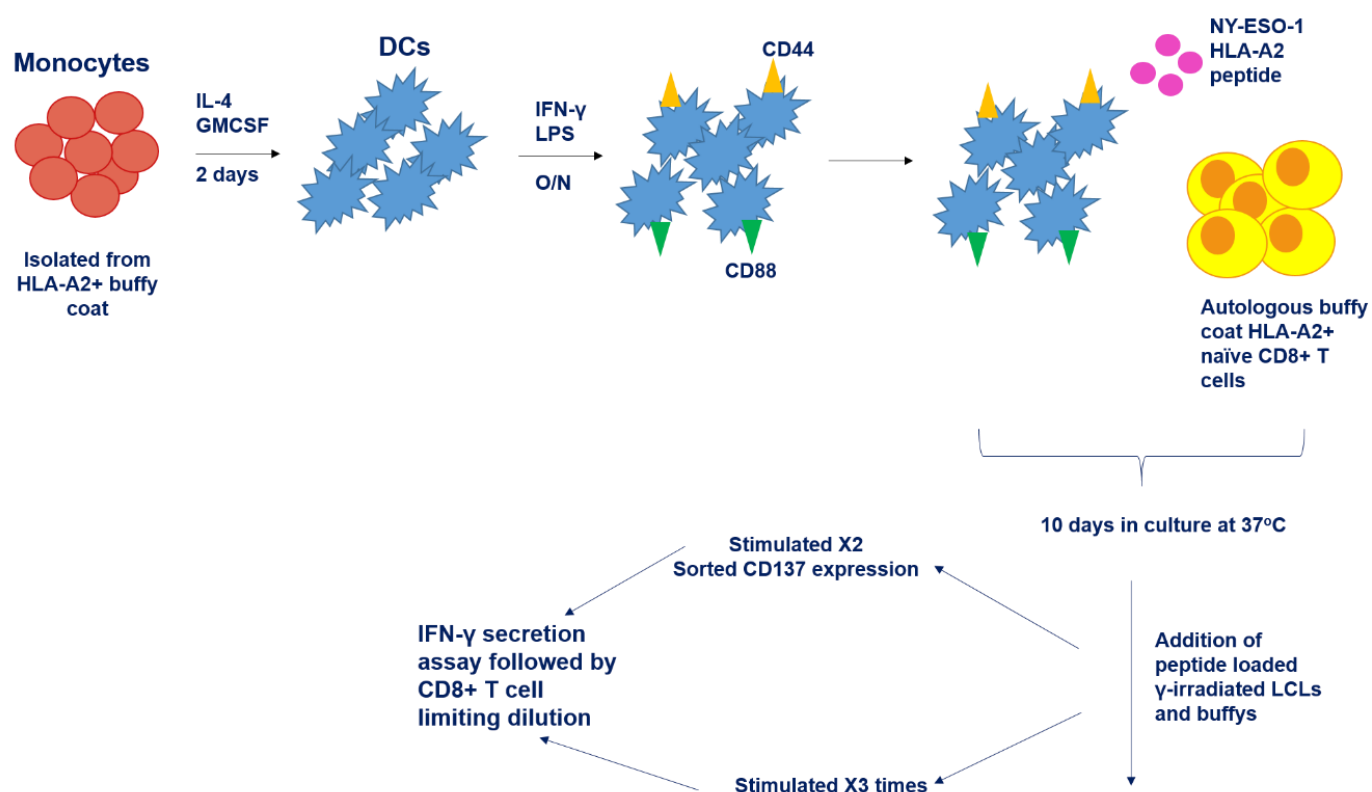 Monocytes
Isolated from
HLA-A2+ buffy
coat
IL-4
GMCSF
2 days
DCs
IFN-γ
LPS
O/N
CD44
CD88
NY-ESO-1
HLA-A2
peptide
Autologous buffy
coat HLA-A2+
naïve CD8+ T
cells
10 days in culture at 37ºC
Addition of
peptide loaded
γ-irradiated LCLs
and buffys
Stimulated X2
Sorted CD137 expression
IFN-γ secretion
assay followed by
CD8+ T cell
limiting dilution
Stimulated X3 times